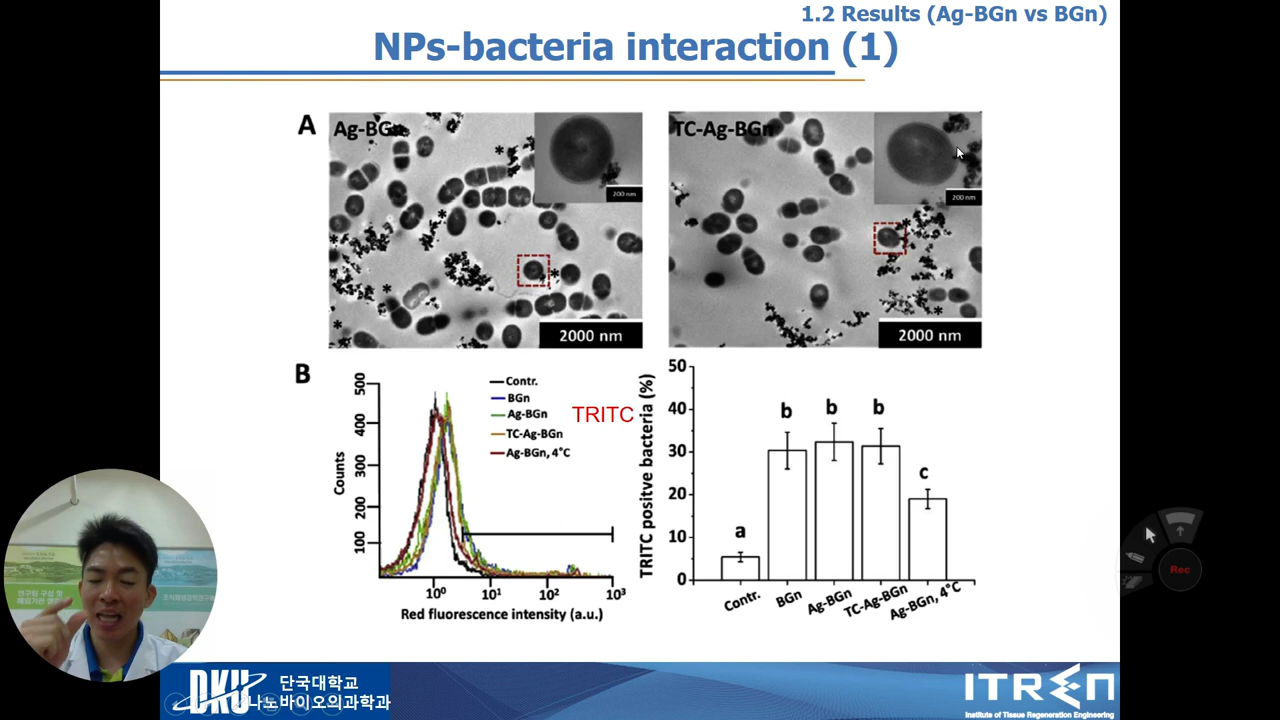 1.2 Results (Ag-BGn vs BGn)
NPs-bacteria interaction (1)
A
Ag-BGn
*
*
*
*
*
*
200 nm
2000 nm
TC-Ag-BGn
*
*
200 nm
2000 nm
B
500
400
300
200
100
Counts
10⁰
10¹
10²
10³
Red fluorescence intensity (a.u.)
Contr.
BGn
Ag-BGn
TC-Ag-BGn
Ag-BGn, 4°C
TRITC
TRITC positve bacteria (%)
50
40
30
20
10
0
a
b
b
b
c
Contr.
BGn
Ag-BGn
TC-Ag-BGn
Ag-BGn, 4°C
Rec
DKU
단국대학교
나노바이오의과학과
ITREN
Institute of Tissue Regeneration Engineering